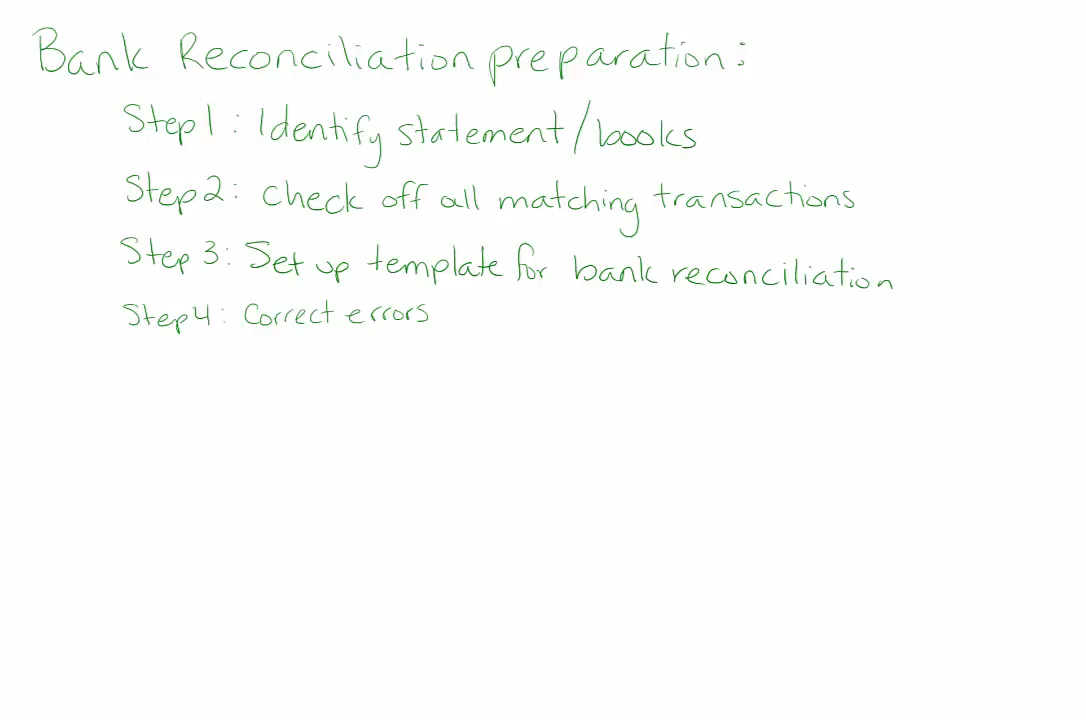 Bank Reconciliation preparation:
Step 1: Identify statement/books
Step 2: Check off all matching transactions
Step 3: Set up template for bank reconciliation
Step 4: Correct errors